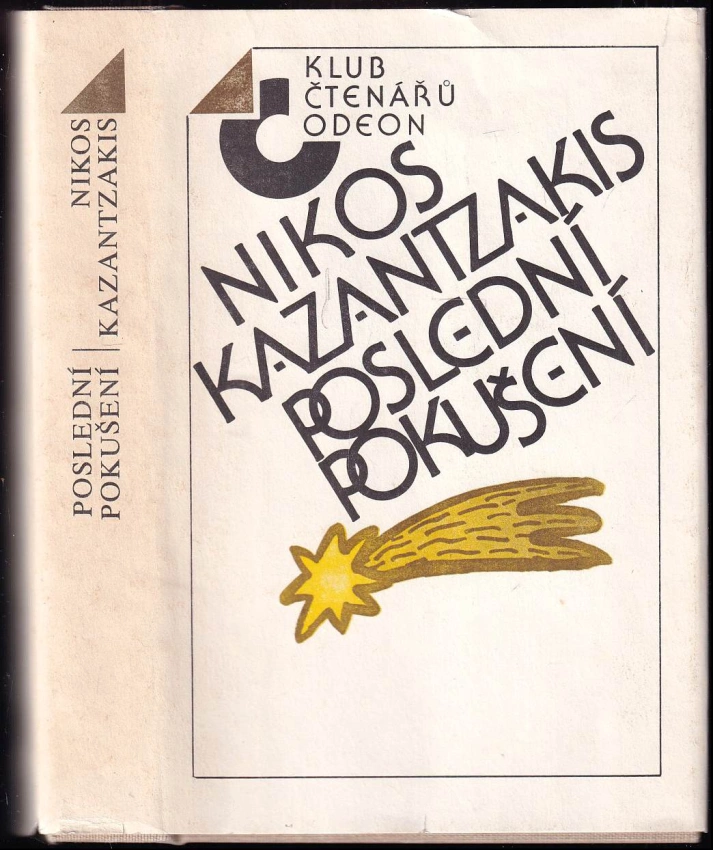 NIKOS
KAZANTZAKIS
POSLEDNÍ
POKUŠENÍ
KLUB
ČTENÁŘŮ
ODEON
NIKOS
KAZANTZAKIS
POSLEDNÍ
POKUŠENÍ